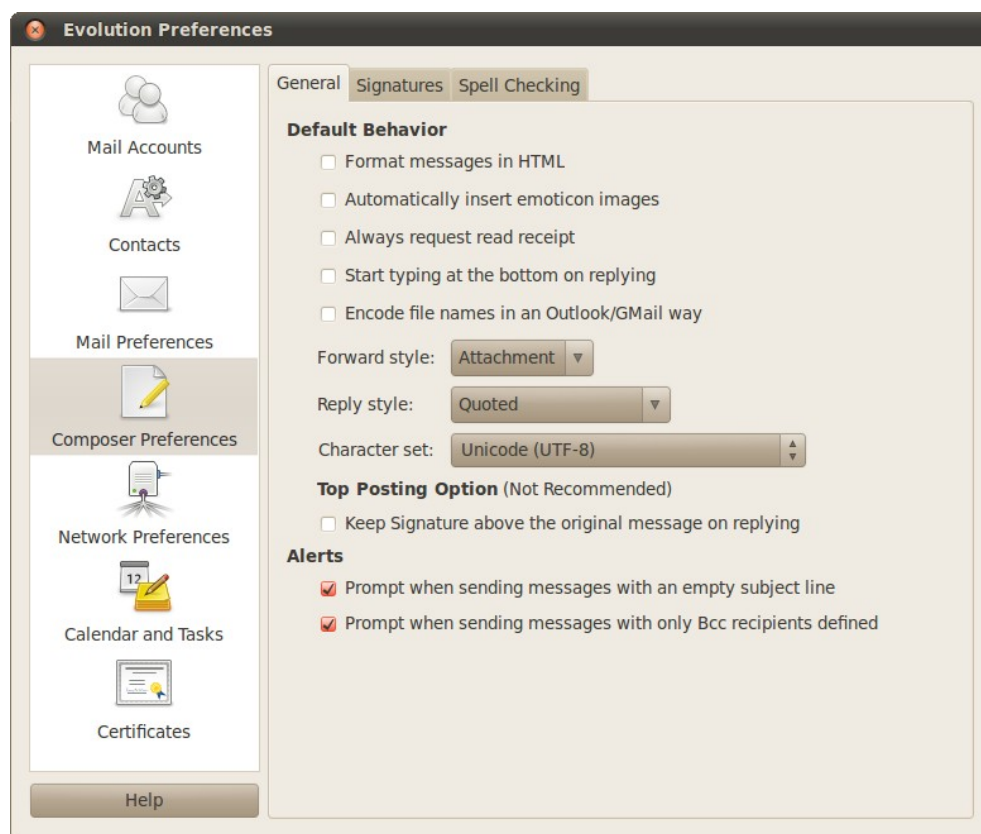 Evolution Preferences
Mail Accounts
Contacts
Mail Preferences
Composer Preferences
Network Preferences
12
Calendar and Tasks
Certificates
Help
General Signatures Spell Checking
Default Behavior
Format messages in HTML
Automatically insert emoticon images
Always request read receipt
Start typing at the bottom on replying
Encode file names in an Outlook/GMail way
Forward style: Attachment
Reply style: Quoted
Character set: Unicode (UTF-8)
Top Posting Option (Not Recommended)
Keep Signature above the original message on replying
Alerts
Prompt when sending messages with an empty subject line
Prompt when sending messages with only Bcc recipients defined